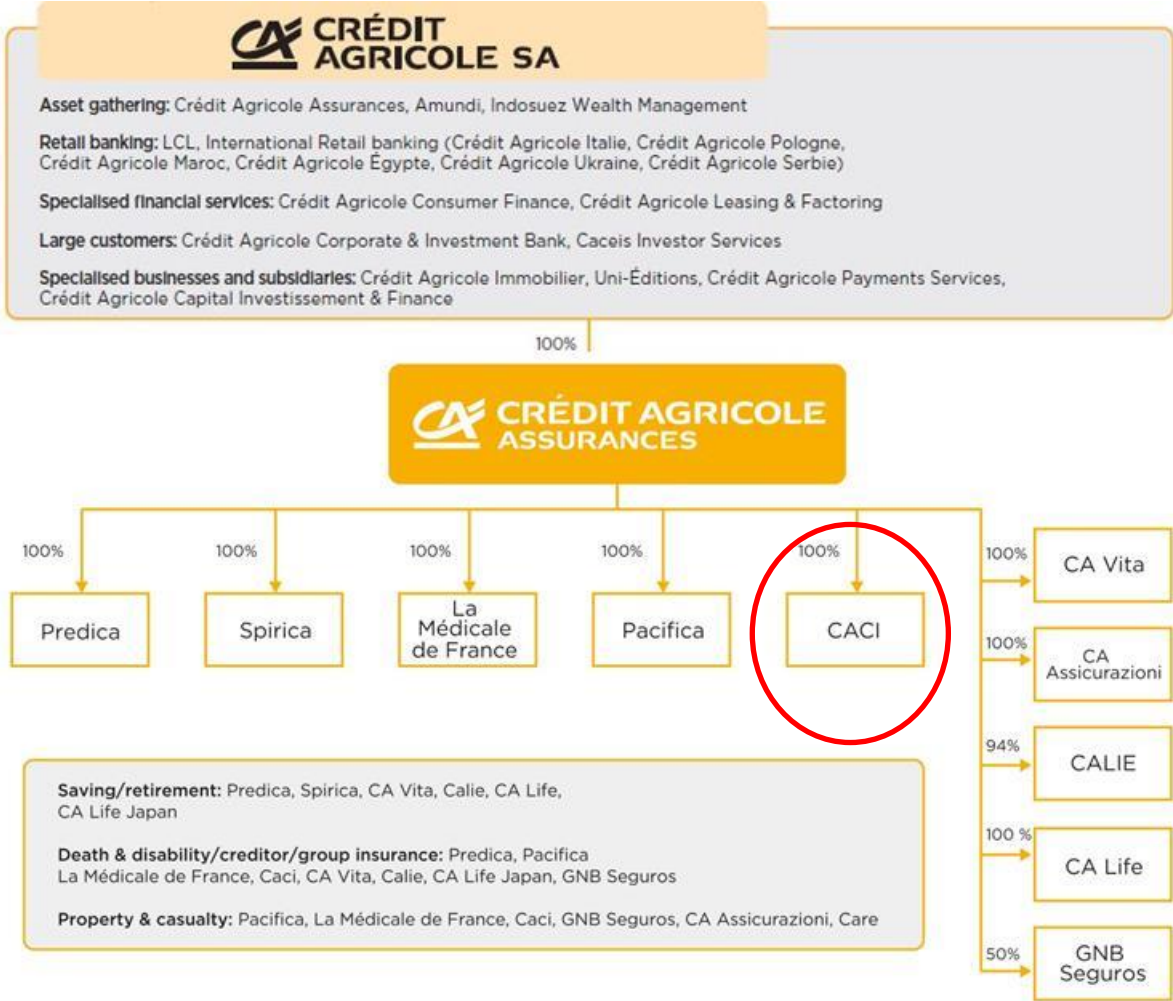 CRÉDIT
AGRICOLE SA
Asset gathering: Crédit Agricole Assurances, Amundi, Indosuez Wealth Management
Retail banking: LCL, International Retail banking (Crédit Agricole Italie, Crédit Agricole Pologne,
Crédit Agricole Maroc, Crédit Agricole Égypte, Crédit Agricole Ukraine, Crédit Agricole Serbie)
Specialised financial services: Crédit Agricole Consumer Finance, Crédit Agricole Leasing & Factoring
Large customers: Crédit Agricole Corporate & Investment Bank, Caceis Investor Services
Specialised businesses and subsidiaries: Crédit Agricole Immobilier, Uni-Éditions, Crédit Agricole Payments Services,
Crédit Agricole Capital Investissement & Finance
100%
CRÉDIT AGRICOLE
ASSURANCES
100%
Predica
100%
Spirica
100%
La
Médicale
de France
100%
Pacifica
100%
CACI
100%
CA Vita
100%
CA
Assicurazioni
94%
CALIE
100 %
CA Life
50%
GNB
Seguros
Saving/retirement: Predica, Spirica, CA Vita, Calie, CA Life,
CA Life Japan
Death & disability/creditor/group insurance: Predica, Pacifica
La Médicale de France, Caci, CA Vita, Calie, CA Life Japan, GNB Seguros
Property & casualty: Pacifica, La Médicale de France, Caci, GNB Seguros, CA Assicurazioni, Care